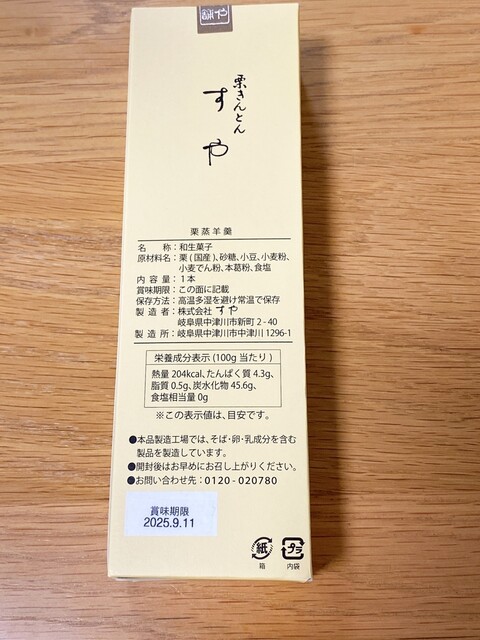 栗きんとん
すや
栗蒸羊羹
名　　称：和生菓子
原材料名：栗(国産)、砂糖、小豆、小麦粉、
小麦でん粉、本葛粉、食塩
内 容 量：1本
賞味期限：この面に記載
保存方法：高温多湿を避け常温で保存
製 造 者：株式会社 すや
岐阜県中津川市新町 2 - 40
製 造 所：岐阜県中津川市中津川 1296-1
栄養成分表示 (100g 当たり)
熱量 204kcal、たんぱく質 4.3g、
脂質 0.5g、炭水化物 45.6g、
食塩相当量 0g
※この表示値は、目安です。
●本品製造工場では、そば・卵・乳成分を含む
製品を製造しています。
●開封後はお早めにお召し上がりください。
●お問い合わせ先：0120 - 020780
賞味期限
2025.9.11
紙 プラ
箱 内袋